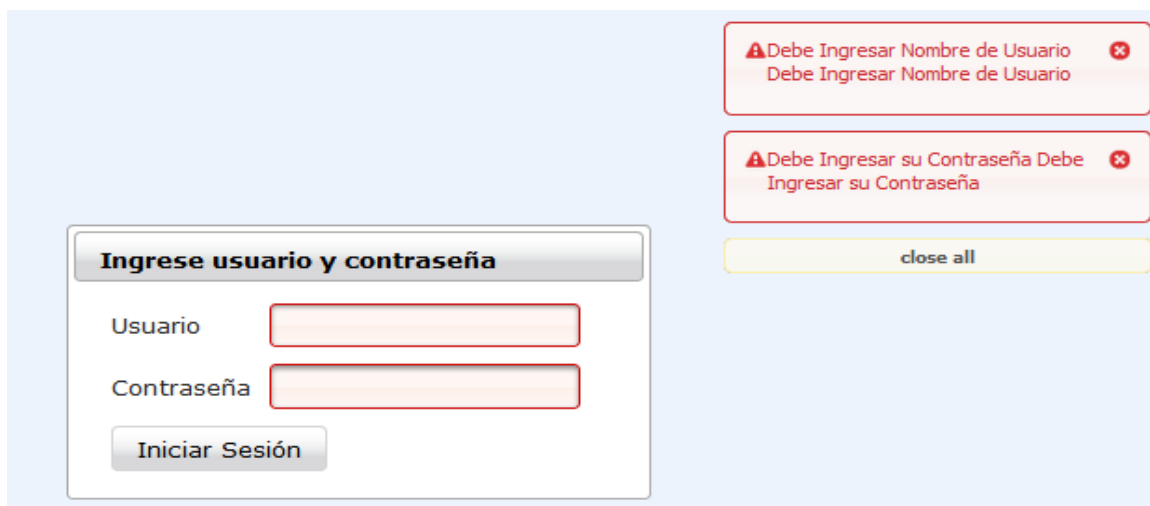 Debe Ingresar Nombre de Usuario
Debe Ingresar Nombre de Usuario
Debe Ingresar su Contraseña Debe
Ingresar su Contraseña
close all
Ingrese usuario y contraseña
Usuario
Contraseña
Iniciar Sesión